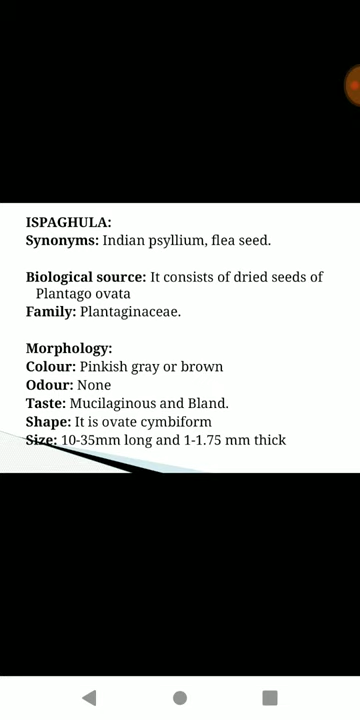 ISPAGHULA:
Synonyms: Indian psyllium, flea seed.
Biological source: It consists of dried seeds of
Plantago ovata
Family: Plantaginaceae.
Morphology:
Colour: Pinkish gray or brown
Odour: None
Taste: Mucilaginous and Bland.
Shape: It is ovate cymbiform
Size: 10-35mm long and 1-1.75 mm thick